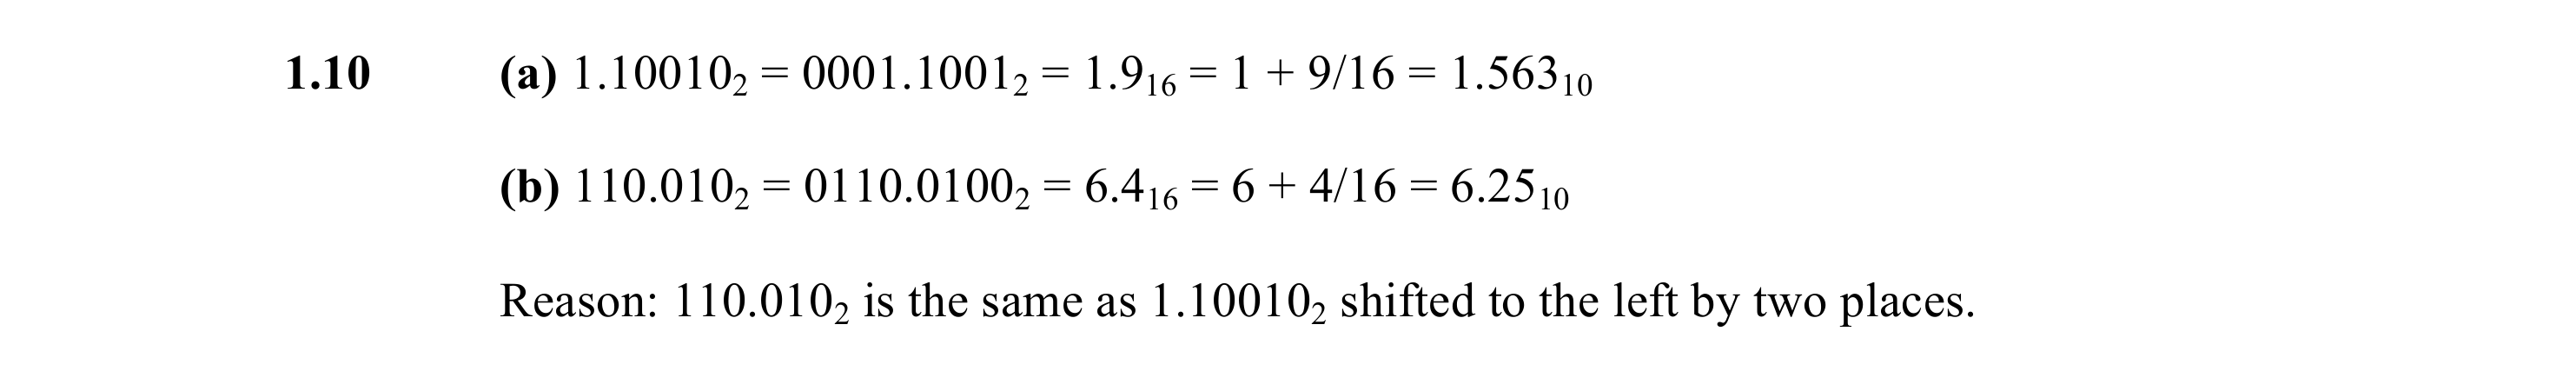 1.10 (a) 1.10010₂ = 0001.1001₂ = 1.9₁₆ = 1 + 9/16 = 1.563₁₀
(b) 110.010₂ = 0110.0100₂ = 6.4₁₆ = 6 + 4/16 = 6.25₁₀
Reason: 110.010₂ is the same as 1.10010₂ shifted to the left by two places.